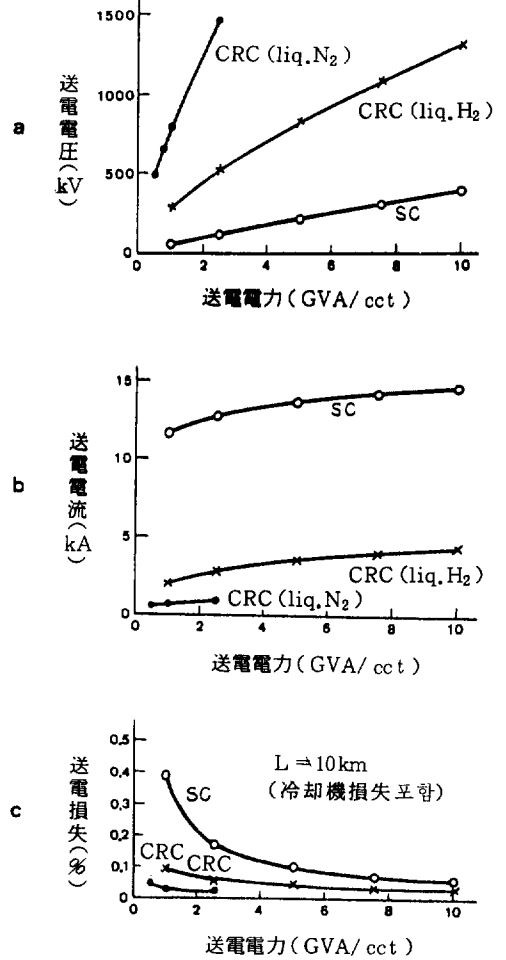 a
送電電圧(kV)
1500
1000
500
0
CRC (liq.N₂)
CRC (liq.H₂)
SC
0 2 4 6 8 10
送電電力 (GVA/cct)
b
送電電流(kA)
15
10
5
0
SC
CRC (liq.H₂)
CRC (liq.N₂)
0 2 4 6 8 10
送電電力 (GVA/cct)
c
送電損失(%)
0,5
0,4
0,3
0,2
0,1
0
L ≒ 10km
(冷却機損失 포함)
SC
CRC
CRC
0 2 4 6 8 10
送電電力 (GVA/cct)